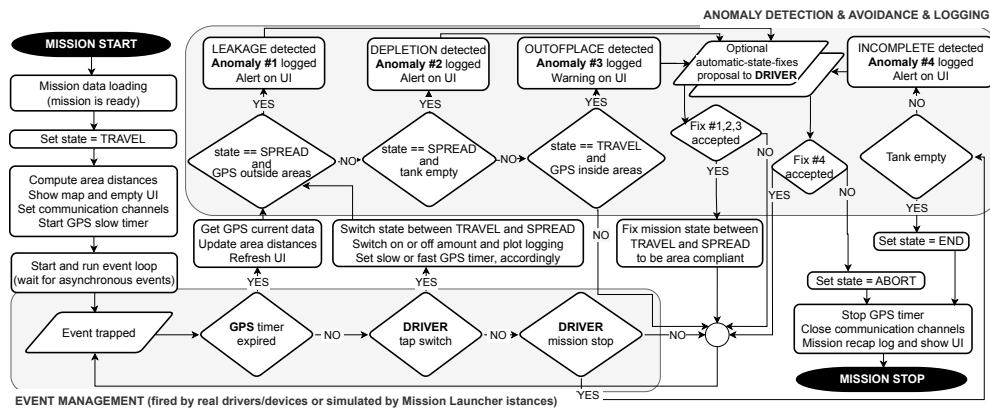 ANOMALY DETECTION & AVOIDANCE & LOGGING
MISSION START
Mission data loading
(mission is ready)
Set state = TRAVEL
Compute area distances
Show map and empty UI
Set communication channels
Start GPS slow timer
Start and run event loop
(wait for asynchronous events)
LEAKAGE detected
Anomaly #1 logged
Alert on UI
DEPLETION detected
Anomaly #2 logged
Alert on UI
OUTOFPLACE detected
Anomaly #3 logged
Warning on UI
Optional
automatic-state-fixes
proposal to DRIVER
INCOMPLETE detected
Anomaly #4 logged
Alert on UI
YES
YES
YES
NO
state == SPREAD
and
GPS outside areas
NO
state == SPREAD
and
tank empty
NO
state == TRAVEL
and
GPS inside areas
Fix #1,2,3
accepted
NO
YES
Fix #4
accepted
Tank empty
YES
NO
NO
YES
Get GPS current data
Update area distances
Refresh UI
Switch state between TRAVEL and SPREAD
Switch on or off amount and plot logging
Set slow or fast GPS timer, accordingly
Fix mission state between
TRAVEL and SPREAD
to be area compliant
Set state = END
Set state = ABORT
YES
YES
Event trapped
GPS timer
expired
NO
DRIVER
tap switch
NO
DRIVER
mission stop
NO
YES
Stop GPS timer
Close communication channels
Mission recap log and show UI
MISSION STOP
EVENT MANAGEMENT (fired by real drivers/devices or simulated by Mission Launcher istances)